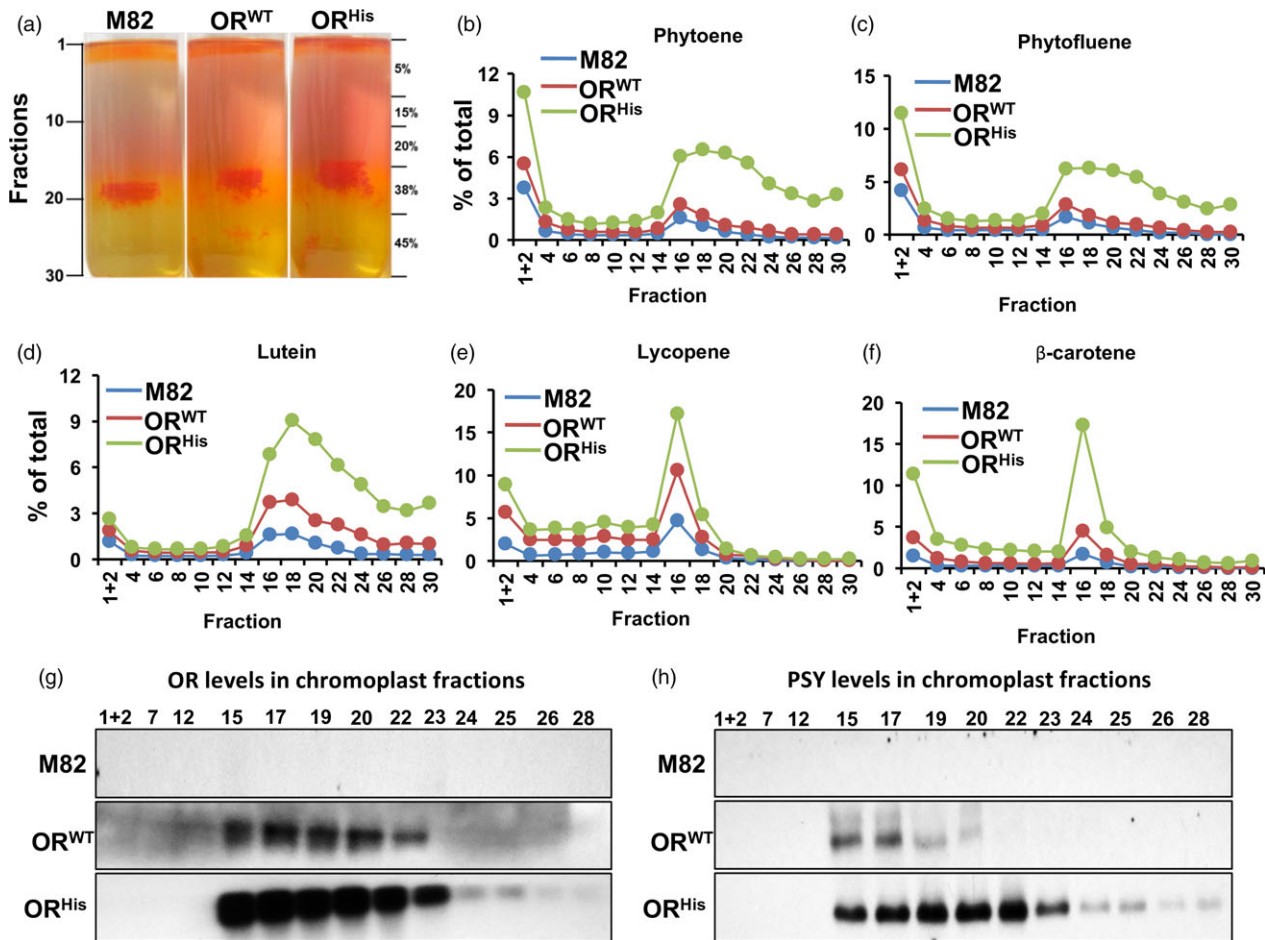 (a)
M82 OR^WT OR^His
Fractions
1
10
20
30
5%
15%
20%
38%
45%
(b)
Phytoene
% of total
12
9
6
3
0
M82
OR^WT
OR^His
1+2 4 6 8 10 12 14 16 18 20 22 24 26 28 30
Fraction
(c)
Phytofluene
15
10
5
0
M82
OR^WT
OR^His
1+2 4 6 8 10 12 14 16 18 20 22 24 26 28 30
Fraction
(d)
Lutein
% of total
12
9
6
3
0
M82
OR^WT
OR^His
1+2 4 6 8 10 12 14 16 18 20 22 24 26 28 30
Fraction
(e)
Lycopene
20
15
10
5
0
M82
OR^WT
OR^His
1+2 4 6 8 10 12 14 16 18 20 22 24 26 28 30
Fraction
(f)
β-carotene
20
15
10
5
0
M82
OR^WT
OR^His
1+2 4 6 8 10 12 14 16 18 20 22 24 26 28 30
Fraction
(g)
OR levels in chromoplast fractions
1+2 7 12 15 17 19 20 22 23 24 25 26 28
M82
OR^WT
OR^His
(h)
PSY levels in chromoplast fractions
1+2 7 12 15 17 19 20 22 23 24 25 26 28
M82
OR^WT
OR^His